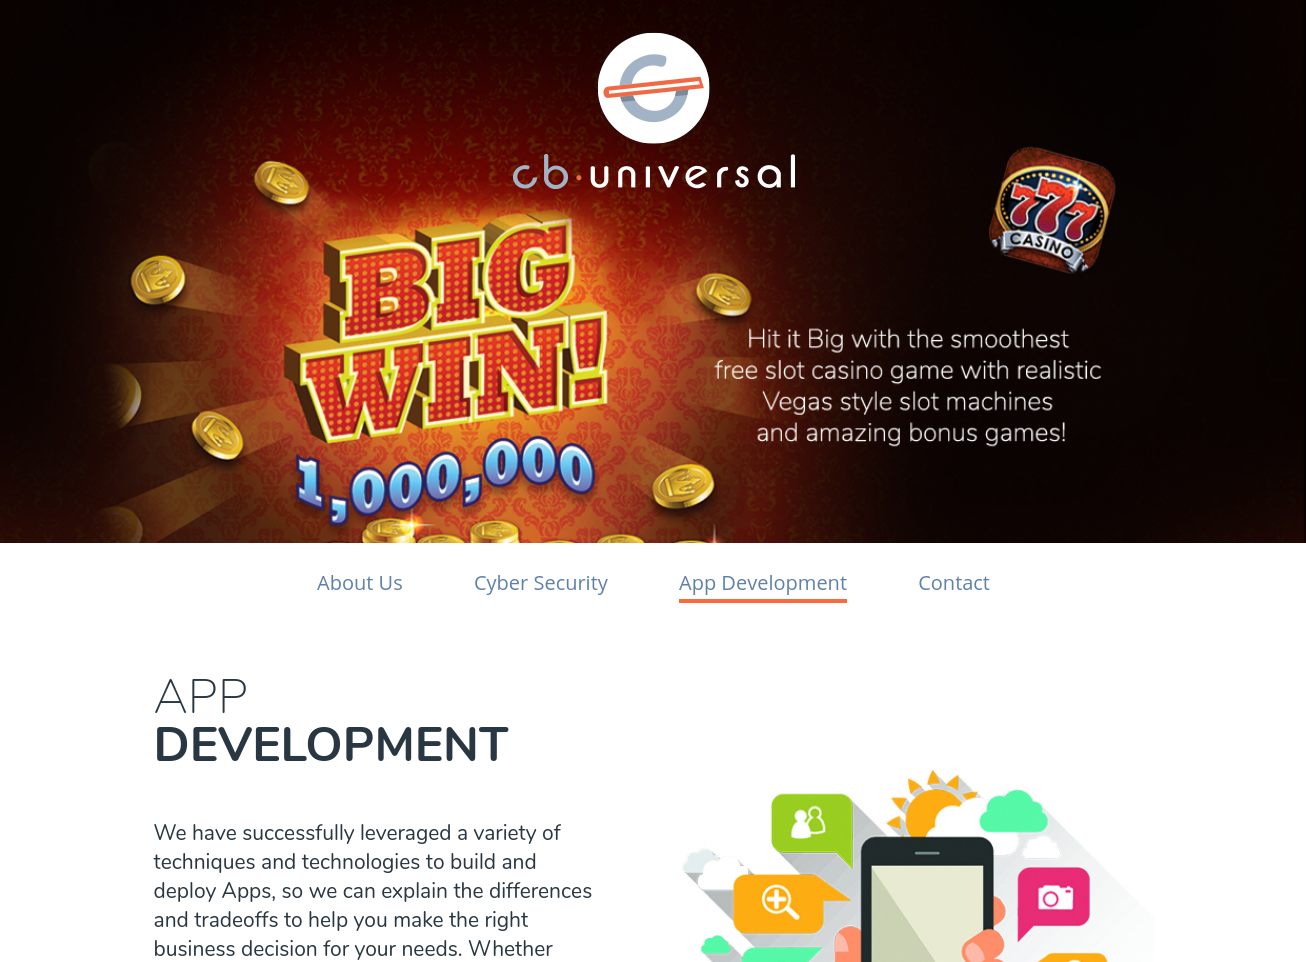 cb·universal
777
CASINO
BIG
WIN!
1,000,000
Hit it Big with the smoothest
free slot casino game with realistic
Vegas style slot machines
and amazing bonus games!
About Us
Cyber Security
App Development
Contact
APP
DEVELOPMENT
We have successfully leveraged a variety of
techniques and technologies to build and
deploy Apps, so we can explain the differences
and tradeoffs to help you make the right
business decision for your needs. Whether